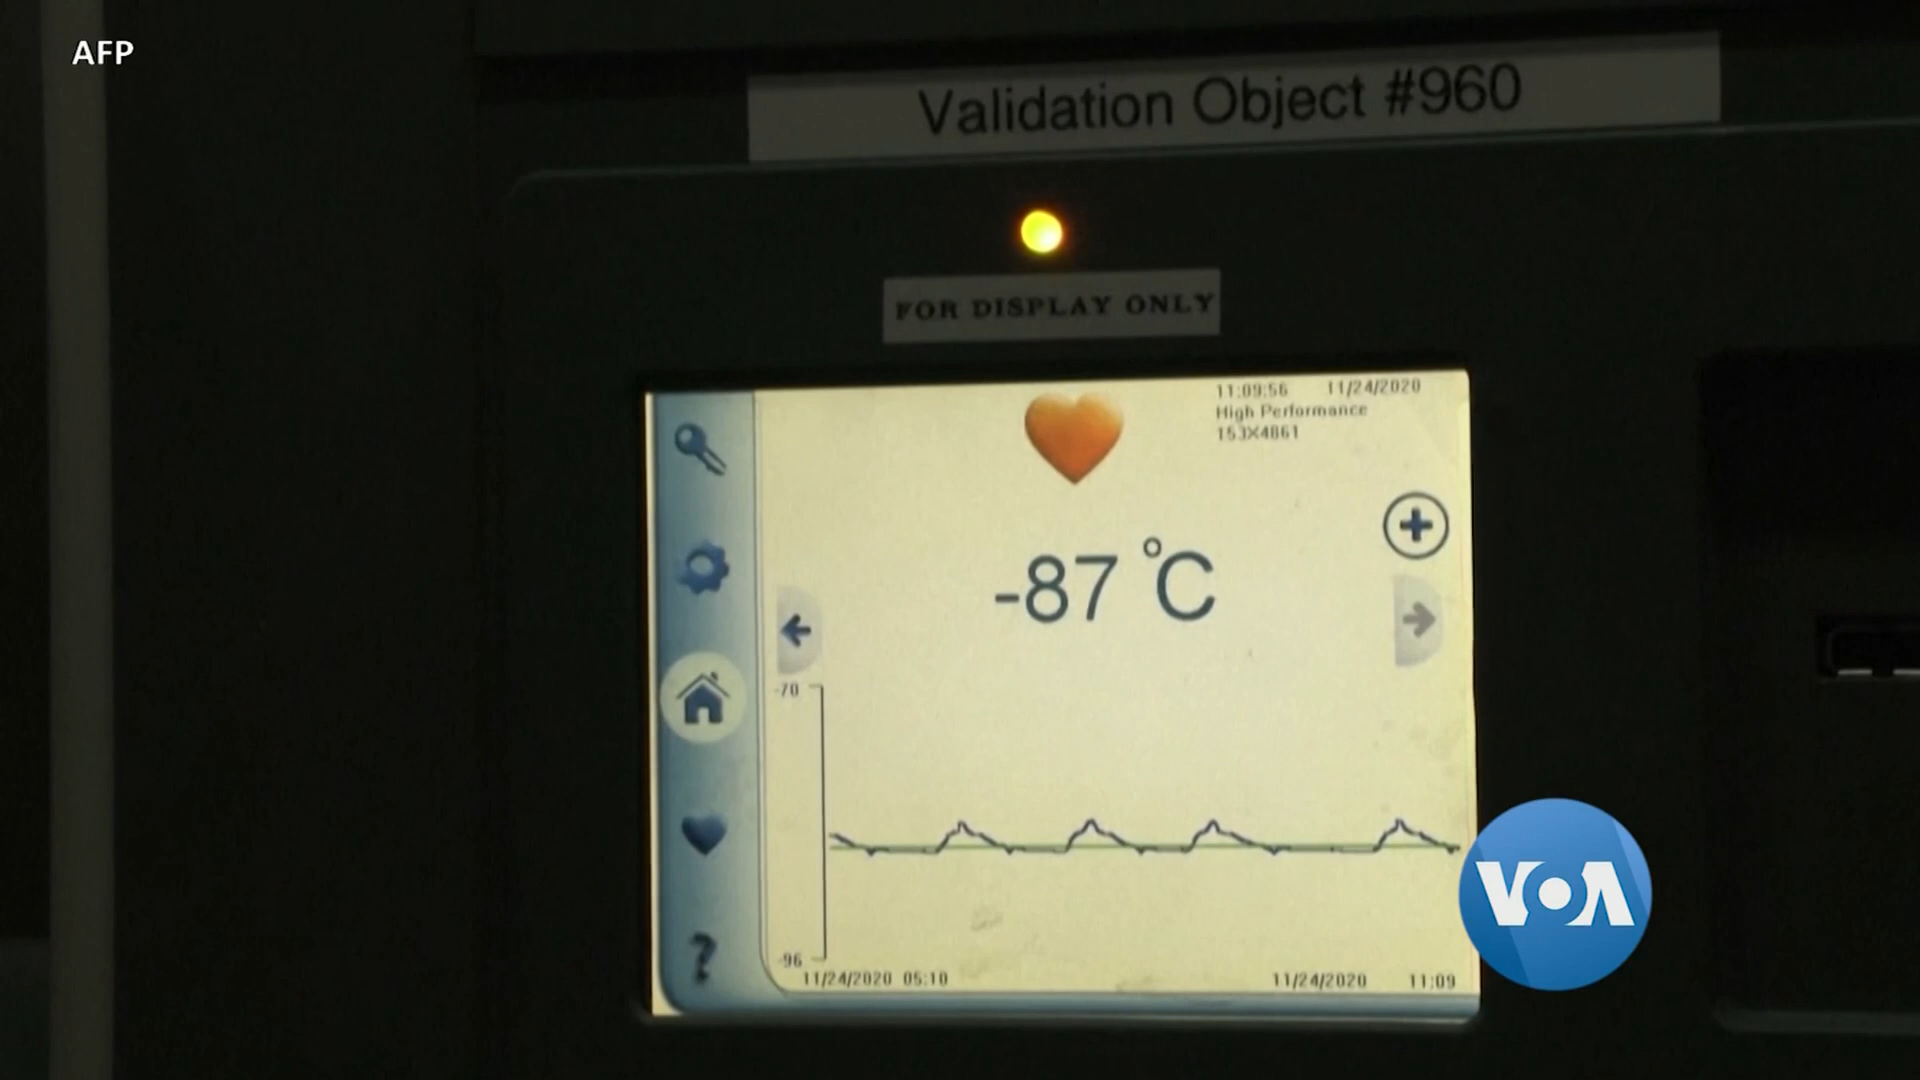 AFP
Validation Object #960
FOR DISPLAY ONLY
11:09:56 11/24/2020
High Performance
153X4861
-87 °C
-70
-96
11/24/2020 05:10
11/24/2020 11:09
?
VOA